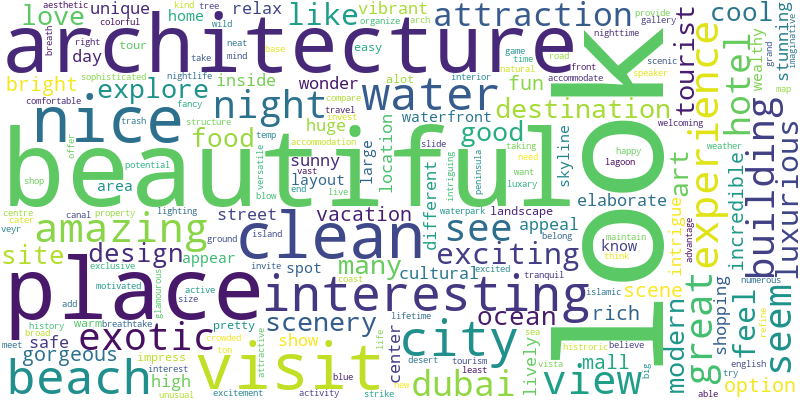 aesthetic
kind
tree
wild
arch
gallery
provide
nighttime
imaginative
colorful
unique
relax
like
vibrant
organize
attraction
cool
stunning
love
breath
home
architecture
right
day
tour
take
neat
mind
nightlife
base
easy
game
time
natural
road
scenic
front
accommodate
speaker
tourist
map
grand
wealthy
bright
sophisticated
explore
comfortable
inside
wonder
alot
fun
interior
look
experience
hotel
welcoming
nice
trash
fancy
night
compare
travel
invest
water
destination
structure
huge
accommodation
location
waterfront
good
taking
need
happy
lagoon
weather
beautiful
offer
shop
potential
area
food
temp
versatile
blow
sunny
vast
layout
end
live
large
slide
want
luxary
different
intriguing
peninsula
skyline
elaborate
art
incredible
building
luxurious
centre
cater
veyr
canal
property
lighting
street
island
ground
vacation
waterpark
landscape
appeal
belong
maintain
know
think
intrigue
advantage
amazing
clean
see
site
design
appear
invite
spot
many
coast
cultural
excited
tranquil
exciting
islamic
scene
modern
great
feel
numerous
seem
place
exclusive
motivated
glamourous
active
size
interesting
ocean
rich
shopping
add
history
broad
warm
breathtake
pretty
scenery
lifetime
center
city
lively
sea
histroric
believe
mall
refine
meet
safe
exotic
crowded
ton
attractive
show
life
desert
tourism
vista
view
big
english
try
option
able
gorgeous
impress
interest
beach
high
unusual
visit
excitement
activity
blue
strike
new
least
dubai